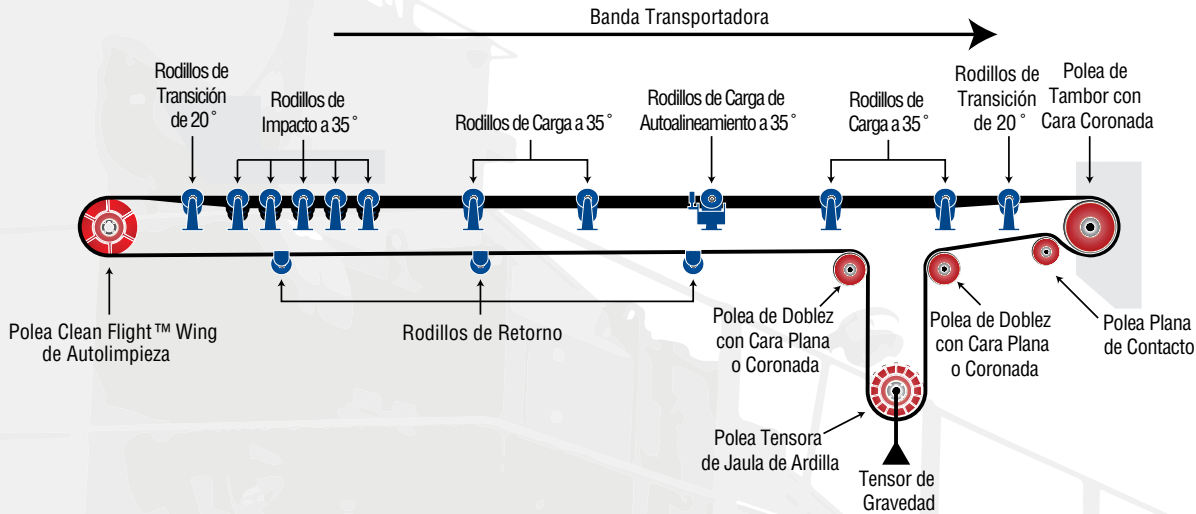 Banda Transportadora
Rodillos de
Transición
de 20°
Rodillos de
Impacto a 35°
Rodillos de Carga a 35°
Rodillos de Carga de
Autoalineamiento a 35°
Rodillos de
Carga a 35°
Rodillos de
Transición
de 20°
Polea de
Tambor con
Cara Coronada
Polea Clean Flight™ Wing
de Autolimpieza
Rodillos de Retorno
Polea de Doblez
con Cara Plana
o Coronada
Polea de Doblez
con Cara Plana
o Coronada
Polea Plana
de Contacto
Polea Tensora
de Jaula de Ardilla
Tensor de
Gravedad